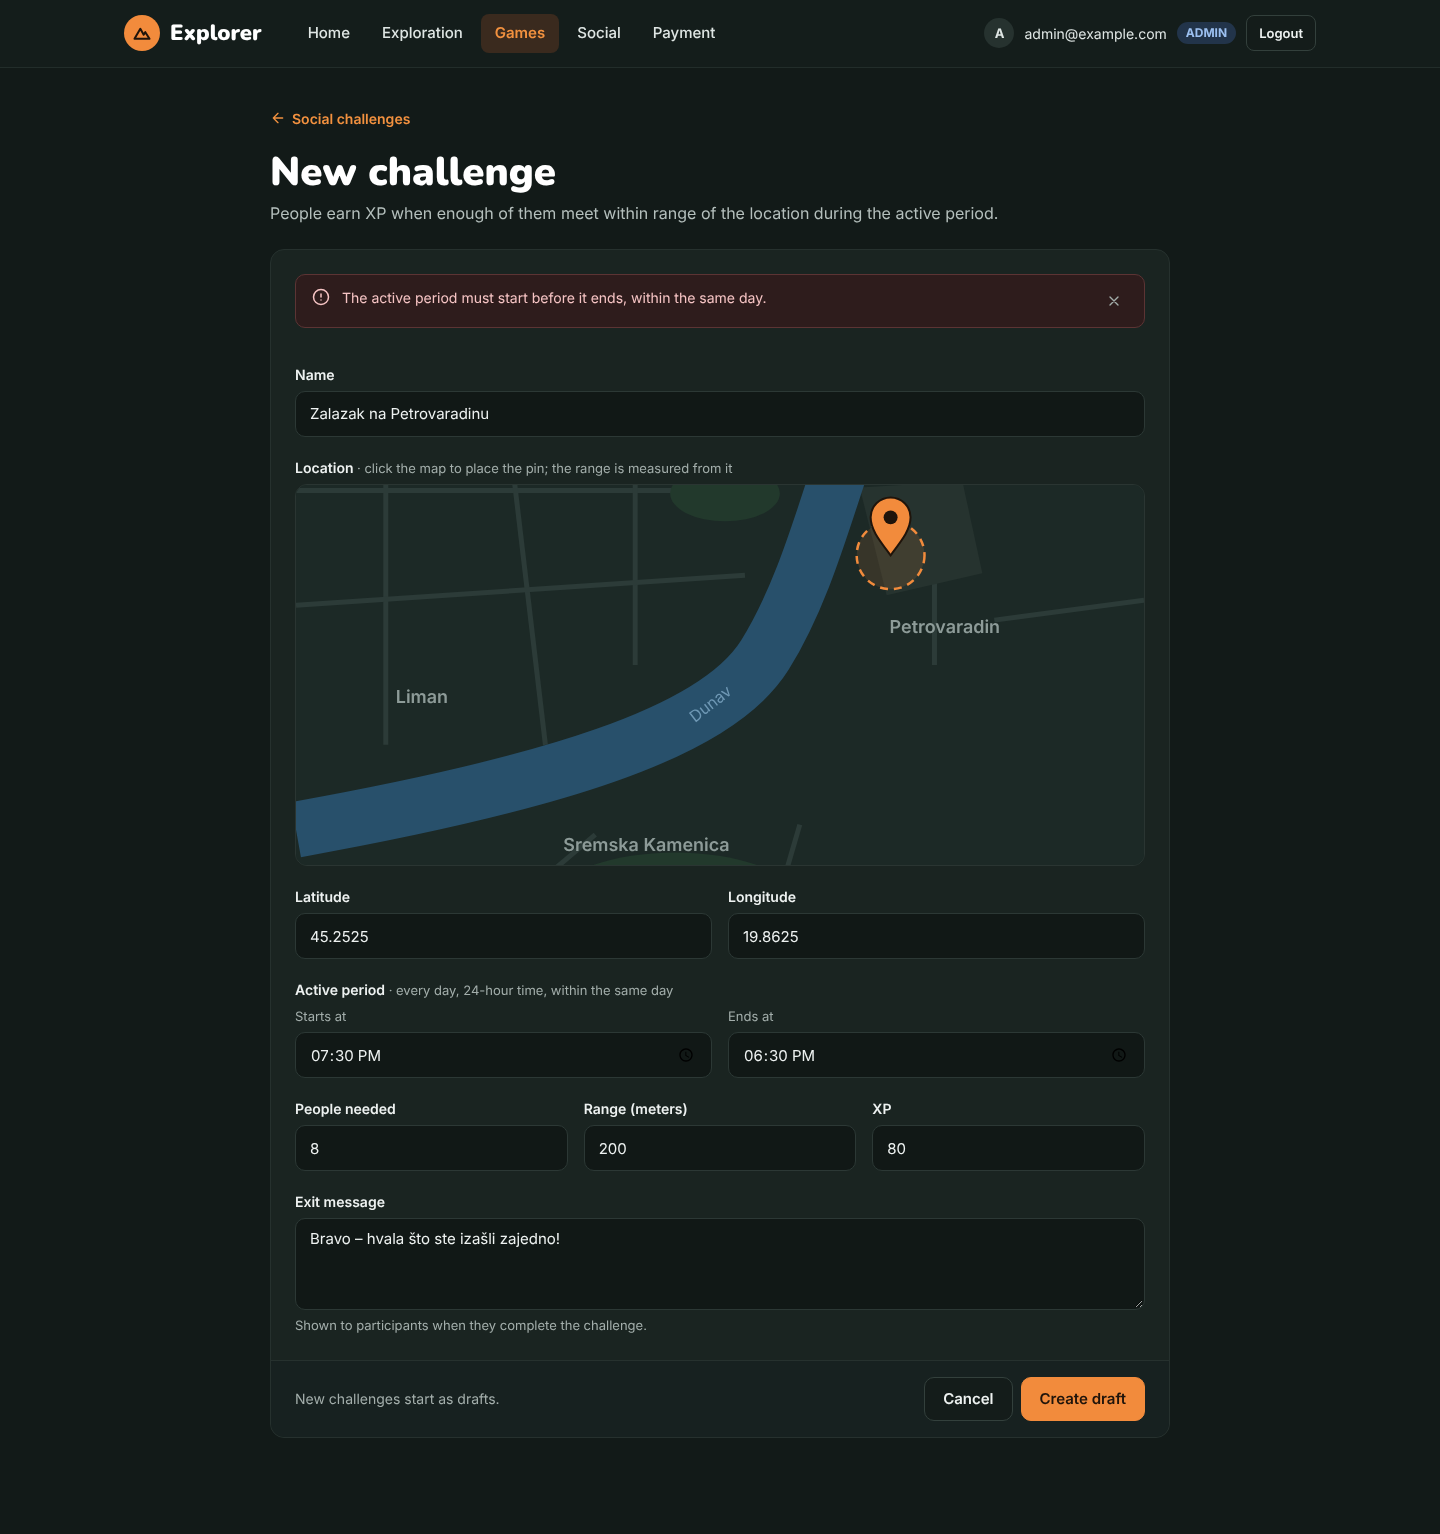 Explorer
Home
Exploration
Games
Social
Payment
A
admin@example.com
ADMIN
Logout
Social challenges
New challenge
People earn XP when enough of them meet within range of the location during the active period.
The active period must start before it ends, within the same day.
Name
Zalazak na Petrovaradinu
Location · click the map to place the pin; the range is measured from it
Petrovaradin
Liman
Dunav
Sremska Kamenica
Latitude
Longitude
45.2525
19.8625
Active period · every day, 24-hour time, within the same day
Starts at
Ends at
07:30 PM
06:30 PM
People needed
Range (meters)
XP
8
200
80
Exit message
Bravo – hvala što ste izašli zajedno!
Shown to participants when they complete the challenge.
New challenges start as drafts.
Cancel
Create draft